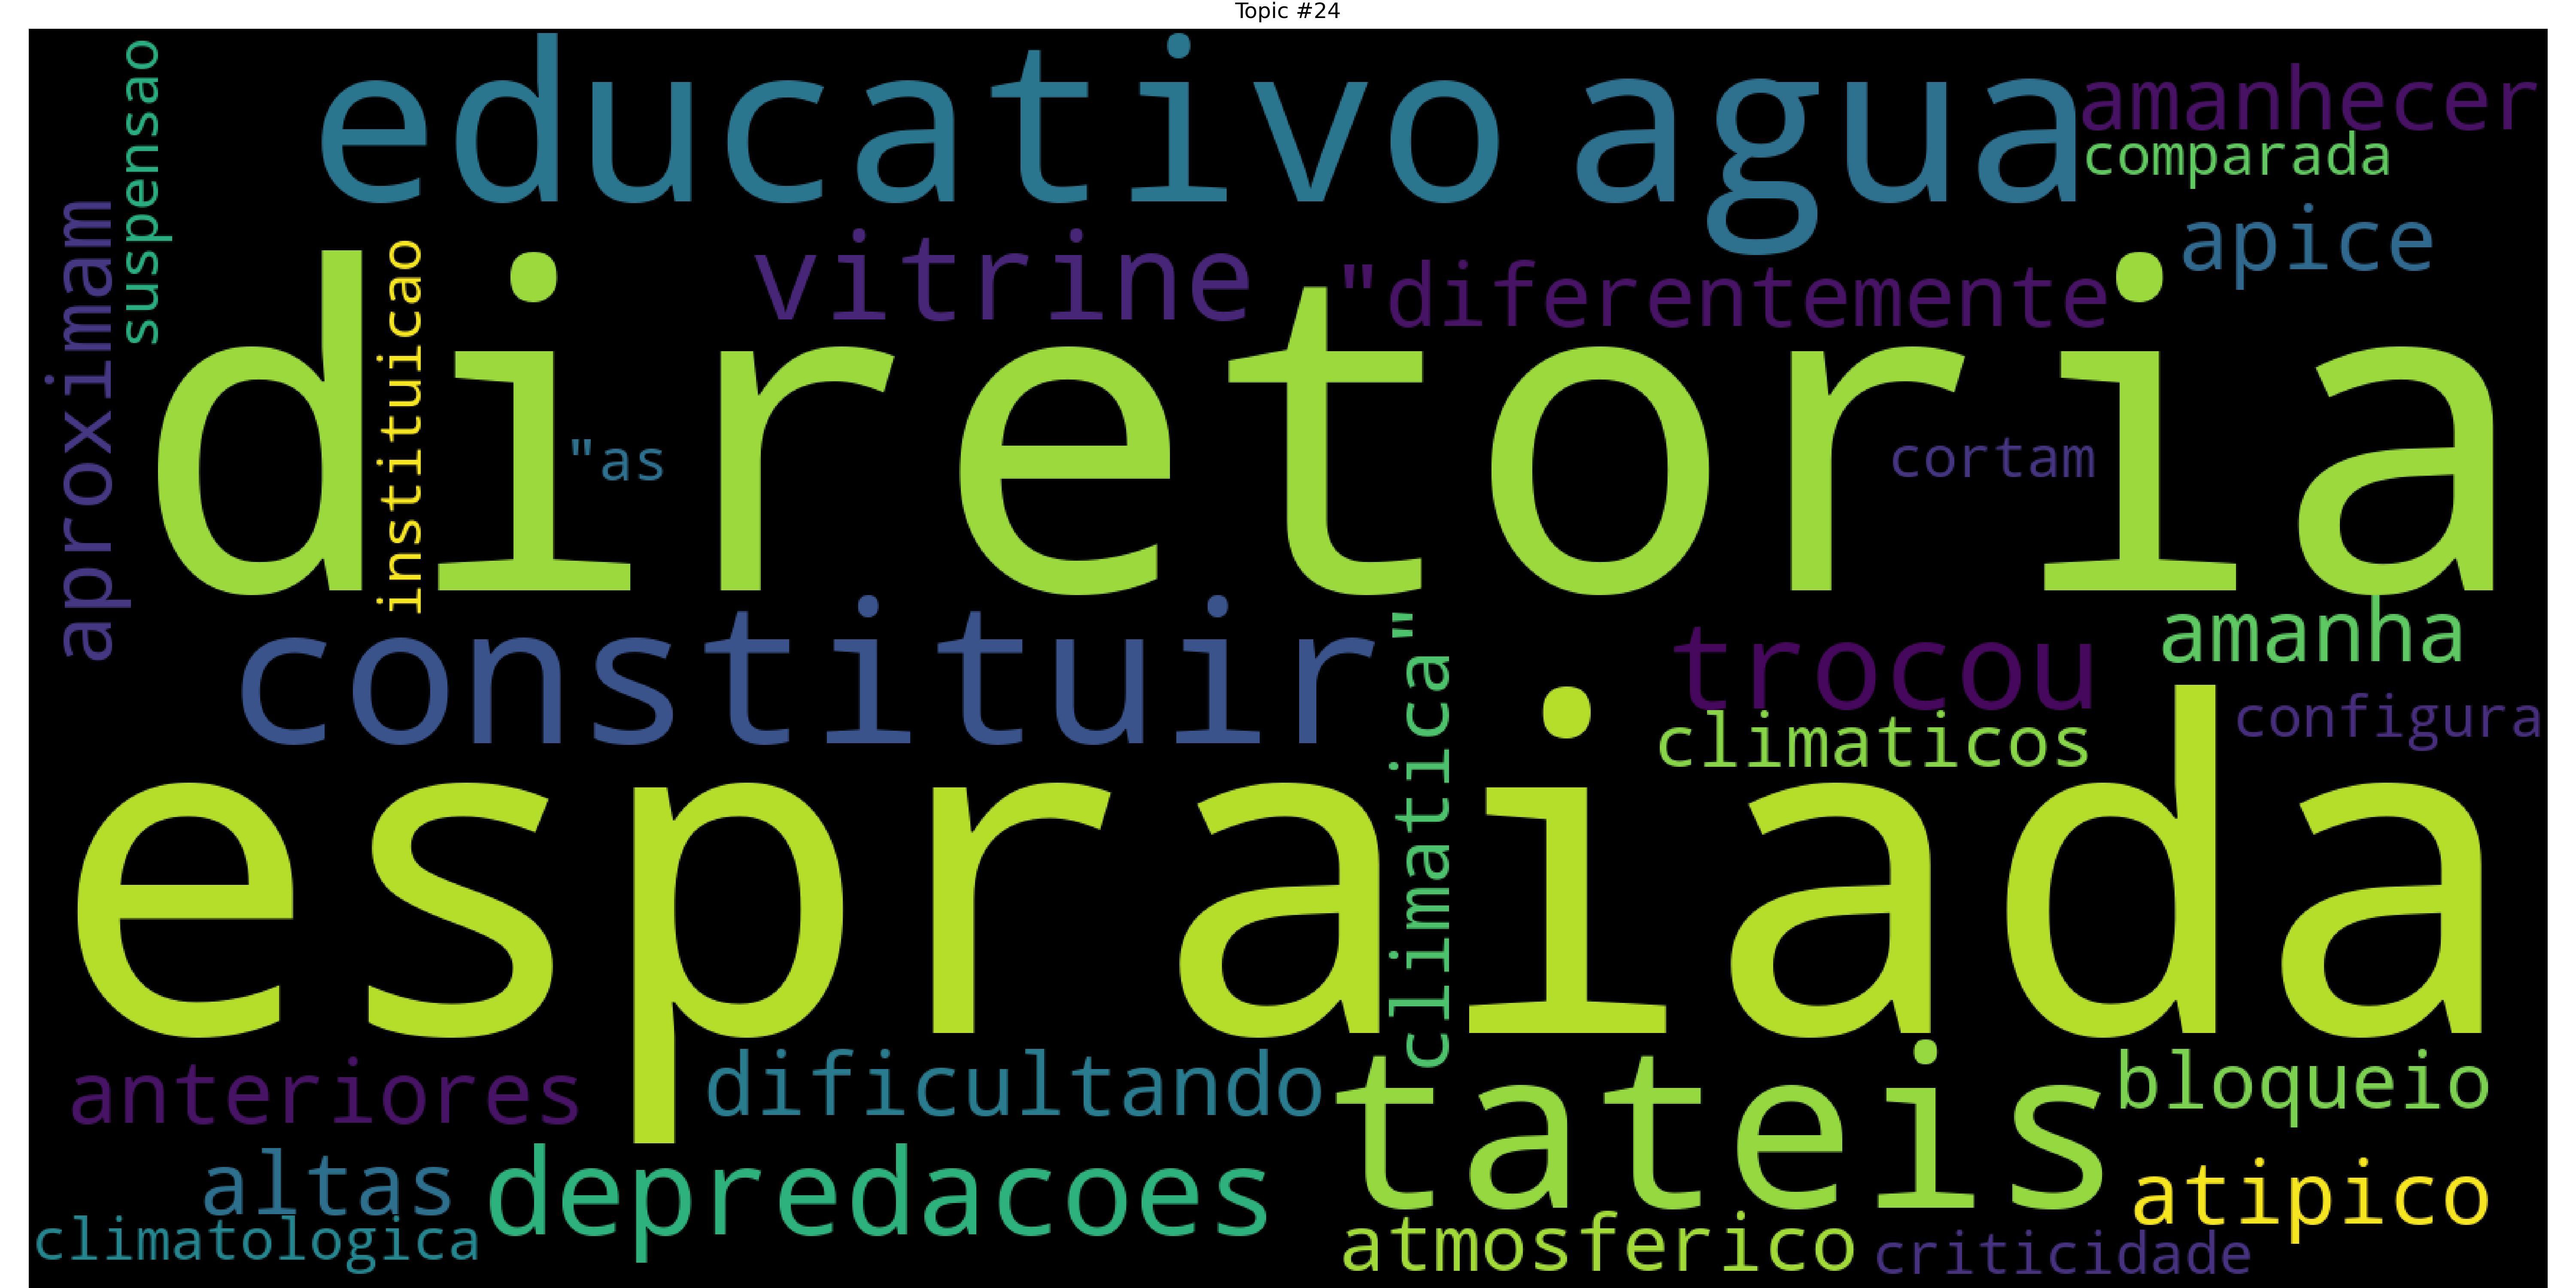 Topic #24
educativo agua
amanhecer
comparada
suspensao
aproximam
instituicao
vitrine
"diferentemente
apice
diretoria
"as
cortam
constituir
climatica"
trocou
amanha
climaticos
configura
espraiada
anteriores
dificultando
tateis
bloqueio
altas
depredacoes
atipico
climatologica
atmosferico
criticidade